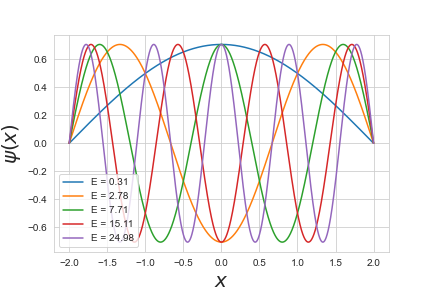 ψ(x)
0.6
0.4
0.2
0.0
−0.2
−0.4
−0.6
E = 0.31
E = 2.78
E = 7.71
E = 15.11
E = 24.98
−2.0 −1.5 −1.0 −0.5 0.0 0.5 1.0 1.5 2.0
x